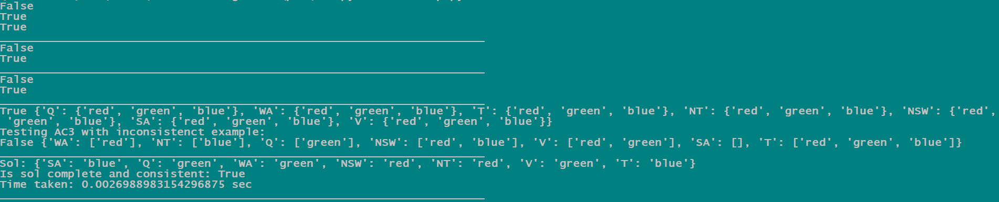 False
True
True
False
True
False
True
True {'Q': {'red', 'green', 'blue'}, 'WA': {'red', 'green', 'blue'}, 'T': {'red', 'green', 'blue'}, 'NT': {'red', 'green', 'blue'}, 'NSW': {'red',
'green', 'blue'}, 'SA': {'red', 'green', 'blue'}, 'V': {'red', 'green', 'blue'}}
Testing AC3 with inconsistenct example:
False {'WA': ['red'], 'NT': ['blue'], 'Q': ['green'], 'NSW': ['red', 'blue'], 'V': ['red', 'green'], 'SA': [], 'T': ['red', 'green', 'blue']}
Sol: {'SA': 'blue', 'Q': 'green', 'WA': 'green', 'NSW': 'red', 'NT': 'red', 'V': 'green', 'T': 'blue'}
Is sol complete and consistent: True
Time taken: 0.0026988983154296875 sec